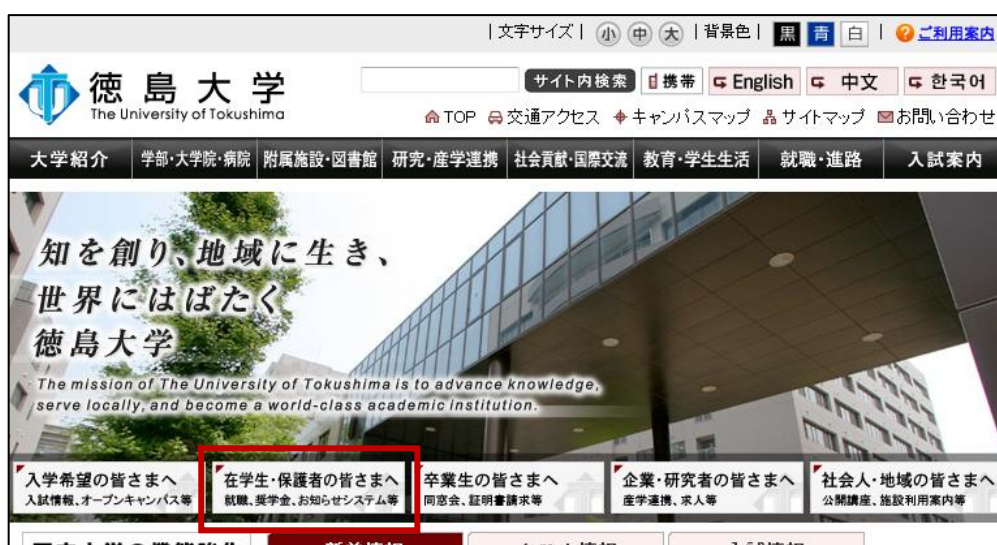 |文字サイズ| 小 中 大 |背景色| 黒 青 白 | ? ご利用案内
徳島大学
The University of Tokushima
サイト内検索 携帯 English 中文 한국어
TOP 交通アクセス キャンパスマップ サイトマップ お問い合わせ
大学紹介 学部・大学院・病院 附属施設・図書館 研究・産学連携 社会貢献・国際交流 教育・学生生活 就職・進路 入試案内
知を創り、地域に生き、
世界にはばたく
徳島大学
The mission of The University of Tokushima is to advance knowledge,
serve locally, and become a world-class academic institution.
入学希望の皆さまへ
入試情報、オープンキャンパス等
在学生・保護者の皆さまへ
就職、奨学金、お知らせシステム等
卒業生の皆さまへ
同窓会、証明書請求等
企業・研究者の皆さまへ
産学連携、求人等
社会人・地域の皆さまへ
公開講座、施設利用案内等